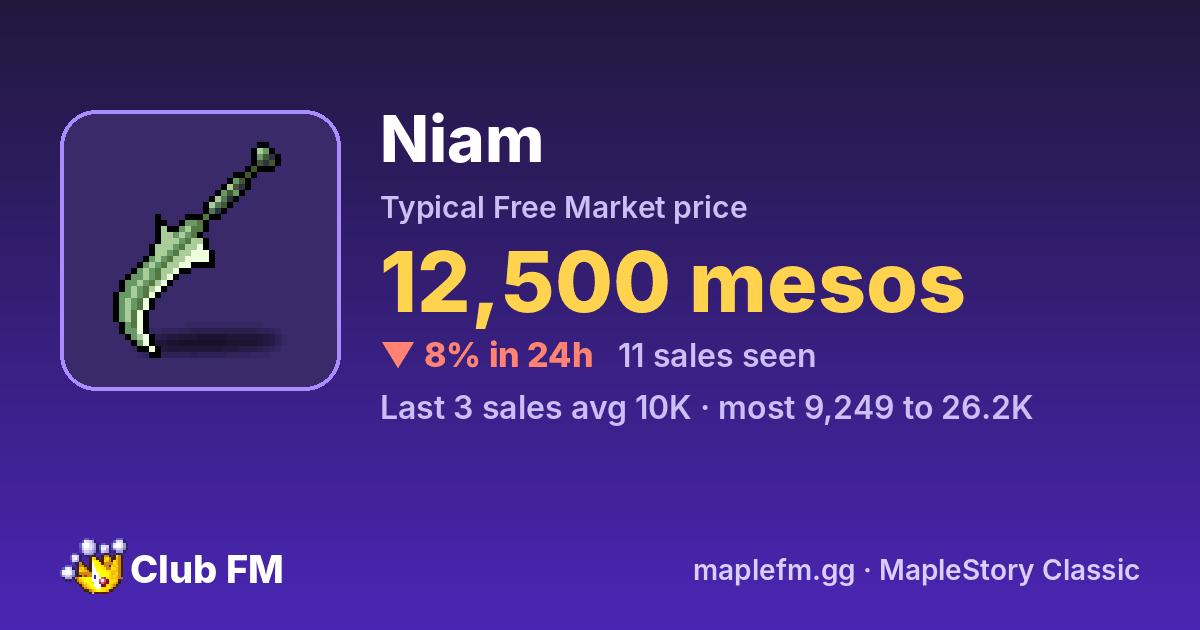 Niam
Typical Free Market price
12,500 mesos
▼ 8% in 24h 11 sales seen
Last 3 sales avg 10K · most 9,249 to 26.2K
Club FM
maplefm.gg · MapleStory Classic